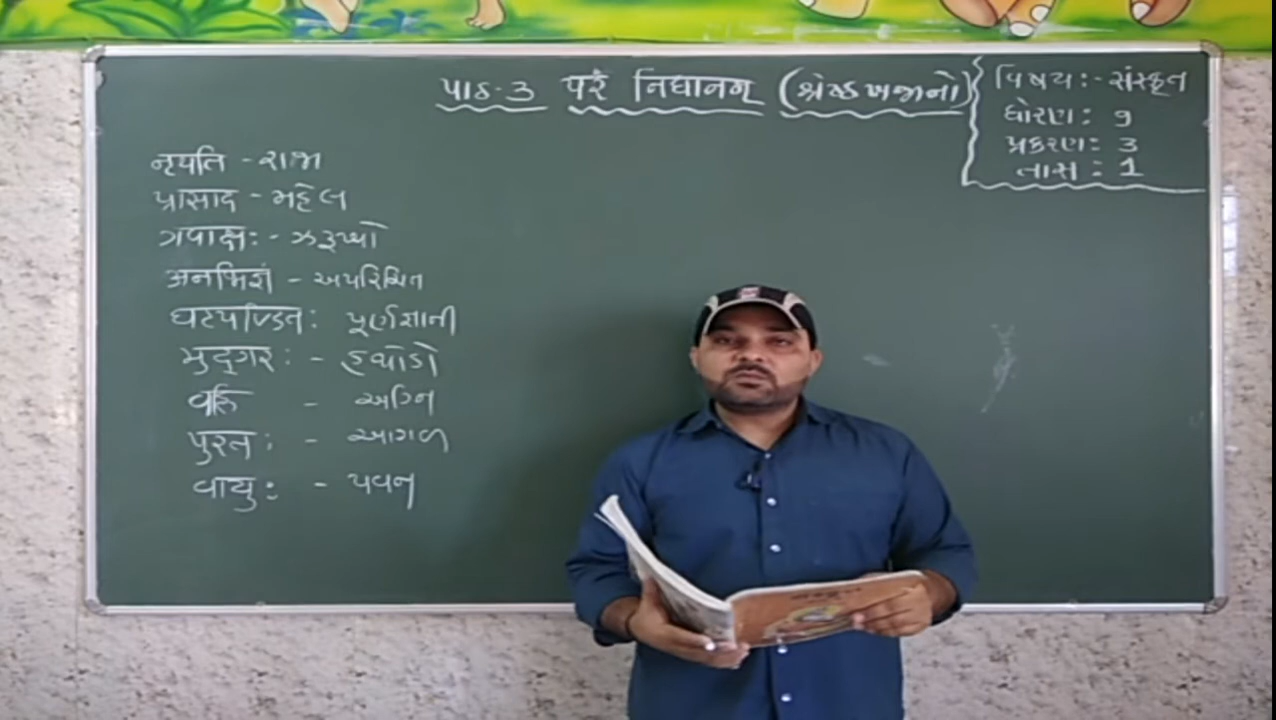 પાઠ-3 परं निधानम् (શ્રેષ્ઠ ખજાનો)
વિષય:- સંસ્કૃત
ધોરણ: 9
પ્રકરણ: 3
તાસ: 1
नृपति - રાજા
प्रासाद - મહેલ
गवाक्ष: - ઝરૂખો
अनभिज्ञं - અપરિચિત
घटपण्डित: પૂર્ણજ્ઞાની
मुद्गर: - હથોડો
वह्नि - અગ્નિ
पुरत: - આગળ
वायु: - પવન